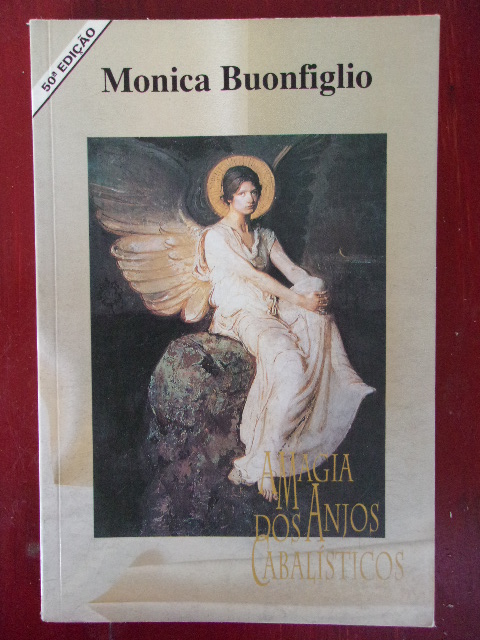 50ª EDIÇÃO
Monica Buonfiglio
A MAGIA
DOS ANJOS
CABALÍSTICOS